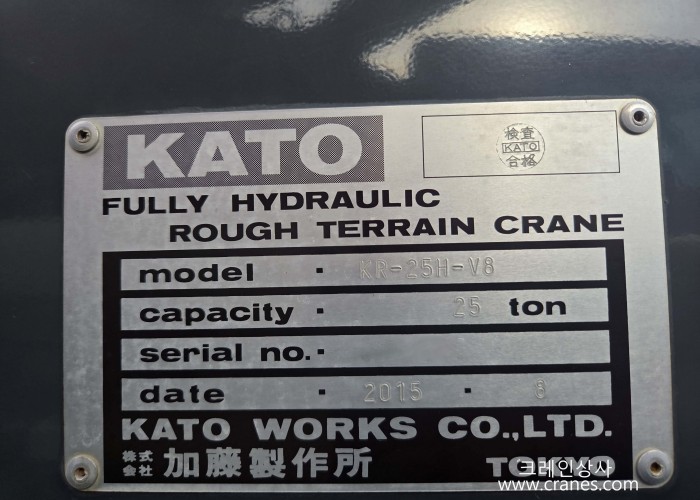 KATO
検査
KATO
合格
FULLY HYDRAULIC
ROUGH TERRAIN CRANE
model · KR-25H-V8
capacity · 25 ton
serial no. ·
date · 2015 ·
KATO WORKS CO.,LTD.
株式会社 加藤製作所 TOKYO
크레인상사
www.cranes.com